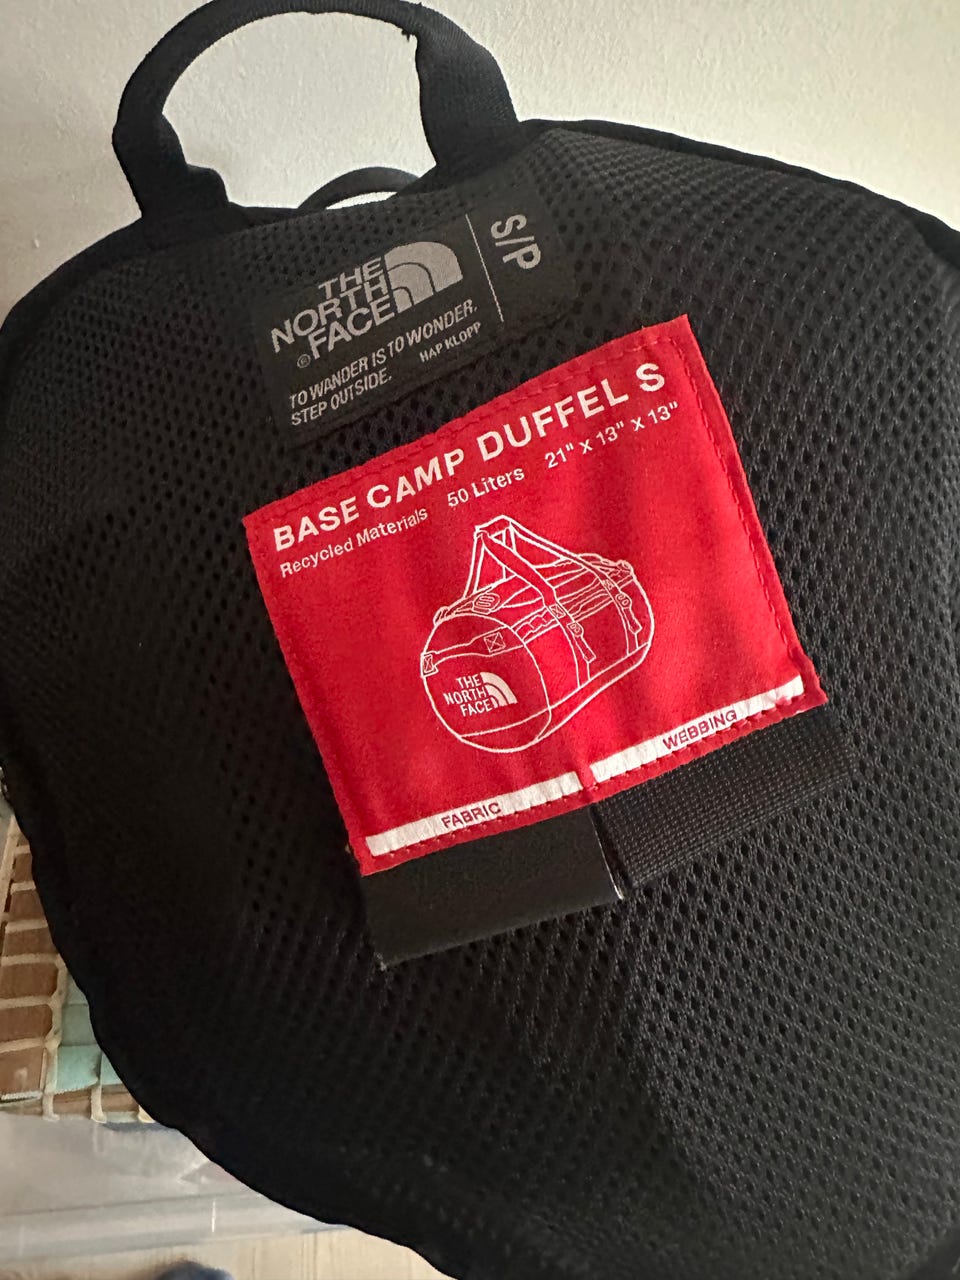 THE
NORTH
FACE
®
S/P
TO WANDER IS TO WONDER.
STEP OUTSIDE.
HAP KLOPP
BASE CAMP DUFFEL S
Recycled Materials 50 Liters 21" x 13" x 13"
THE
NORTH
FACE
FABRIC
WEBBING